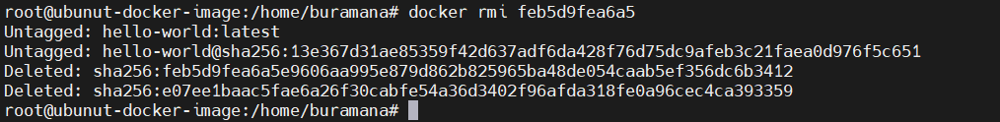 root@ubunut-docker-image:/home/buramana# docker rmi feb5d9fea6a5
Untagged: hello-world:latest
Untagged: hello-world@sha256:13e367d31ae85359f42d637adf6da428f76d75dc9afeb3c21faea0d976f5c651
Deleted: sha256:feb5d9fea6a5e9606aa995e879d862b825965ba48de054caab5ef356dc6b3412
Deleted: sha256:e07ee1baac5fae6a26f30cabfe54a36d3402f96afda318fe0a96cec4ca393359
root@ubunut-docker-image:/home/buramana#